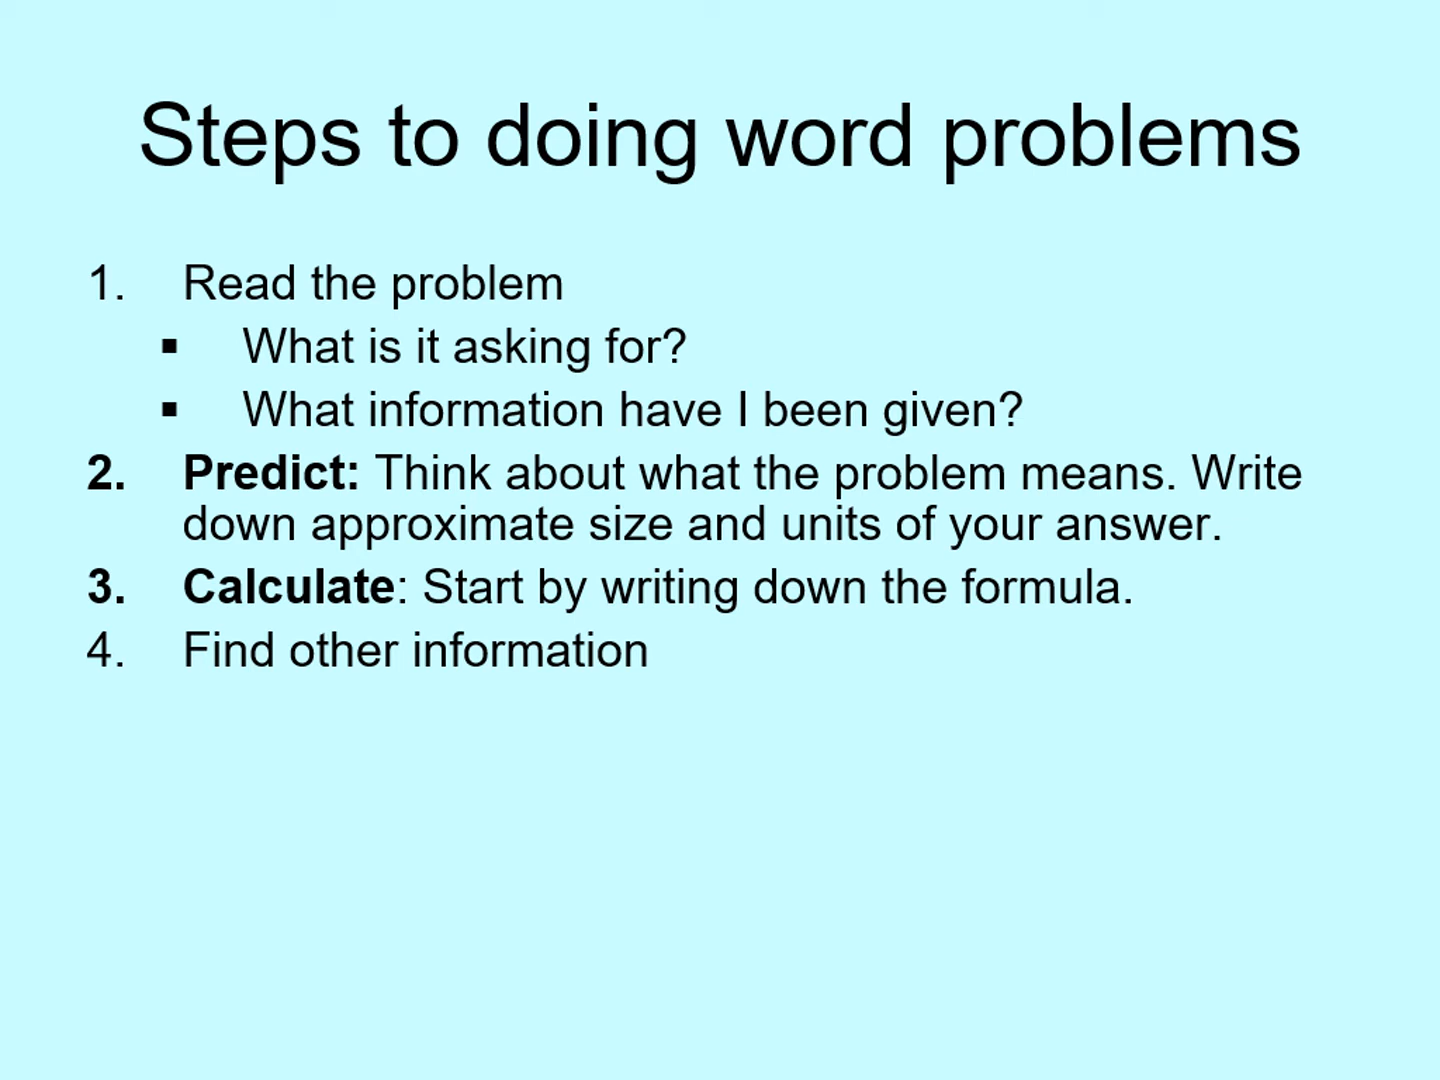 Steps to doing word problems
1. Read the problem
▪ What is it asking for?
▪ What information have I been given?
2. Predict: Think about what the problem means. Write
down approximate size and units of your answer.
3. Calculate: Start by writing down the formula.
4. Find other information